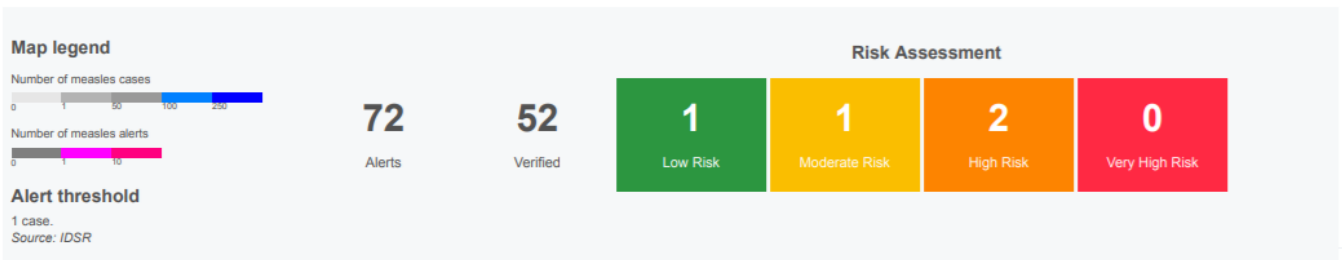 Map legend
Number of measles cases
0 1 50 100 250
Number of measles alerts
0 1 10
Alert threshold
1 case.
Source: IDSR
72
Alerts
52
Verified
Risk Assessment
1
Low Risk
1
Moderate Risk
2
High Risk
0
Very High Risk